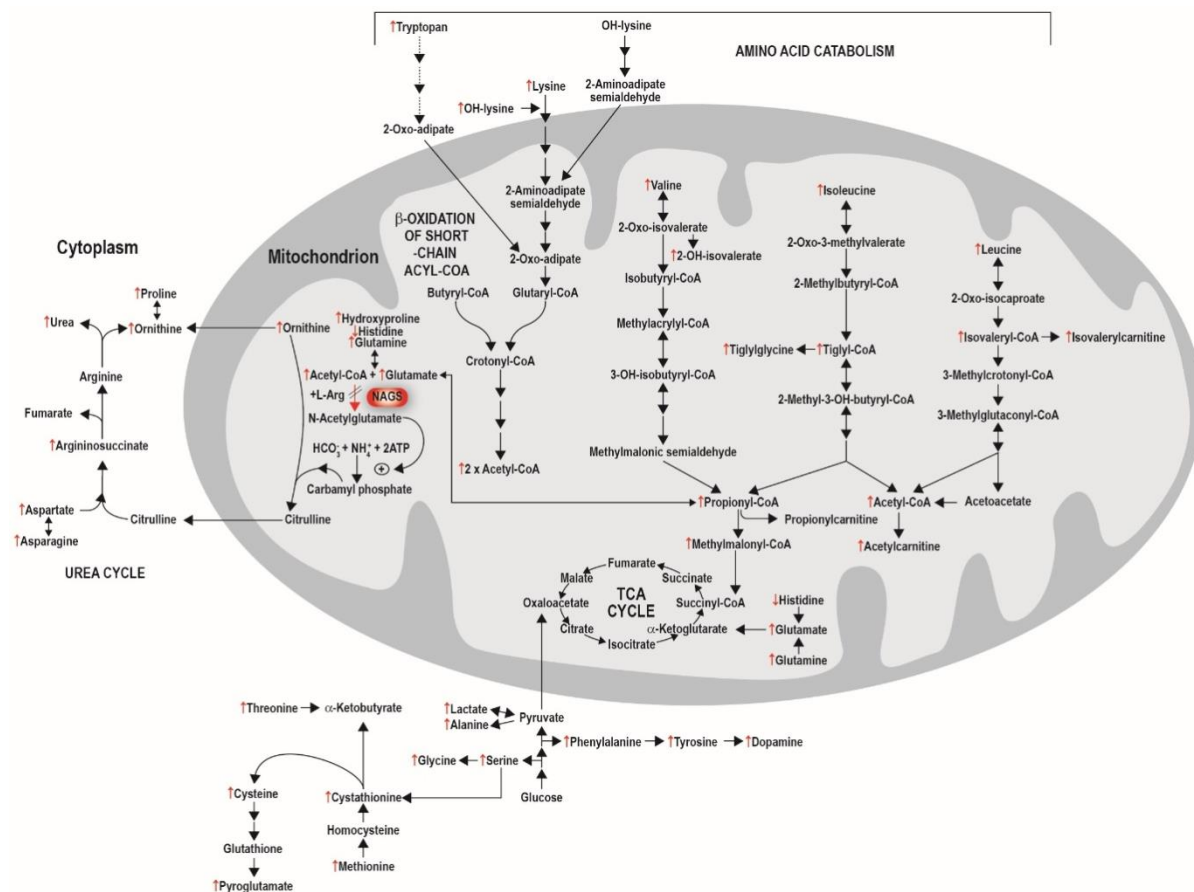 ↑Tryptopan
OH-lysine
AMINO ACID CATABOLISM
↑Lysine
2-Aminoadipate
semialdehyde
↑OH-lysine
2-Oxo-adipate
2-Aminoadipate
semialdehyde
↑Valine
↑Isoleucine
β-OXIDATION
OF SHORT
-CHAIN
ACYL-COA
2-Oxo-isovalerate
2-Oxo-3-methylvalerate
↑Leucine
Cytoplasm
Mitochondrion
2-Oxo-adipate
↑2-OH-isovalerate
Isobutyryl-CoA
2-Methylbutyryl-CoA
Butyryl-CoA
Glutaryl-CoA
2-Oxo-isocaproate
↑Proline
↑Urea
↑Ornithine
↑Ornithine
↑Hydroxyproline
↓Histidine
↑Glutamine
Methylacrylyl-CoA
↑Isovaleryl-CoA
↑Isovalerylcarnitine
↑Tiglylglycine
↑Tiglyl-CoA
Crotonyl-CoA
↑Acetyl-CoA + ↑Glutamate
3-OH-isobutyryl-CoA
3-Methylcrotonyl-CoA
Arginine
+L-Arg
NAGS
2-Methyl-3-OH-butyryl-CoA
Fumarate
N-Acetylglutamate
3-Methylglutaconyl-CoA
↑Argininosuccinate
HCO₃⁻ + NH₄⁺ + 2ATP
+
Methylmalonic semialdehyde
↑2 x Acetyl-CoA
Carbamyl phosphate
↑Aspartate
Citrulline
Citrulline
↑Propionyl-CoA
↑Acetyl-CoA
Acetoacetate
↑Asparagine
Propionylcarnitine
↑Methylmalonyl-CoA
↑Acetylcarnitine
UREA CYCLE
Fumarate
Malate
Succinate
TCA
CYCLE
Oxaloacetate
Succinyl-CoA
↓Histidine
Citrate
α-Ketoglutarate
↑Glutamate
Isocitrate
↑Glutamine
↑Threonine
α-Ketobutyrate
↑Lactate
↑Alanine
Pyruvate
↑Phenylalanine
↑Tyrosine
↑Dopamine
↑Glycine
↑Serine
↑Cysteine
↑Cystathionine
Glucose
Homocysteine
Glutathione
↑Methionine
↑Pyroglutamate